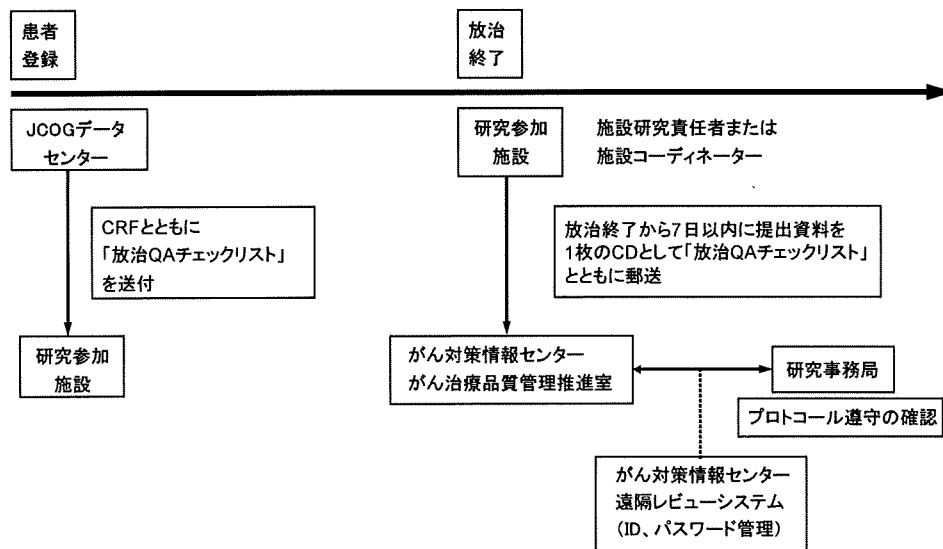 患者
登録
放治
終了
JCOGデータ
センター
研究参加
施設
施設研究責任者または
施設コーディネーター
CRFとともに
「放治QAチェックリスト」
を送付
放治終了から7日以内に提出資料を
1枚のCDとして「放治QAチェックリスト」
とともに郵送
研究参加
施設
がん対策情報センター
がん治療品質管理推進室
研究事務局
プロトコール遵守の確認
がん対策情報センター
遠隔レビューシステム
(ID、パスワード管理)